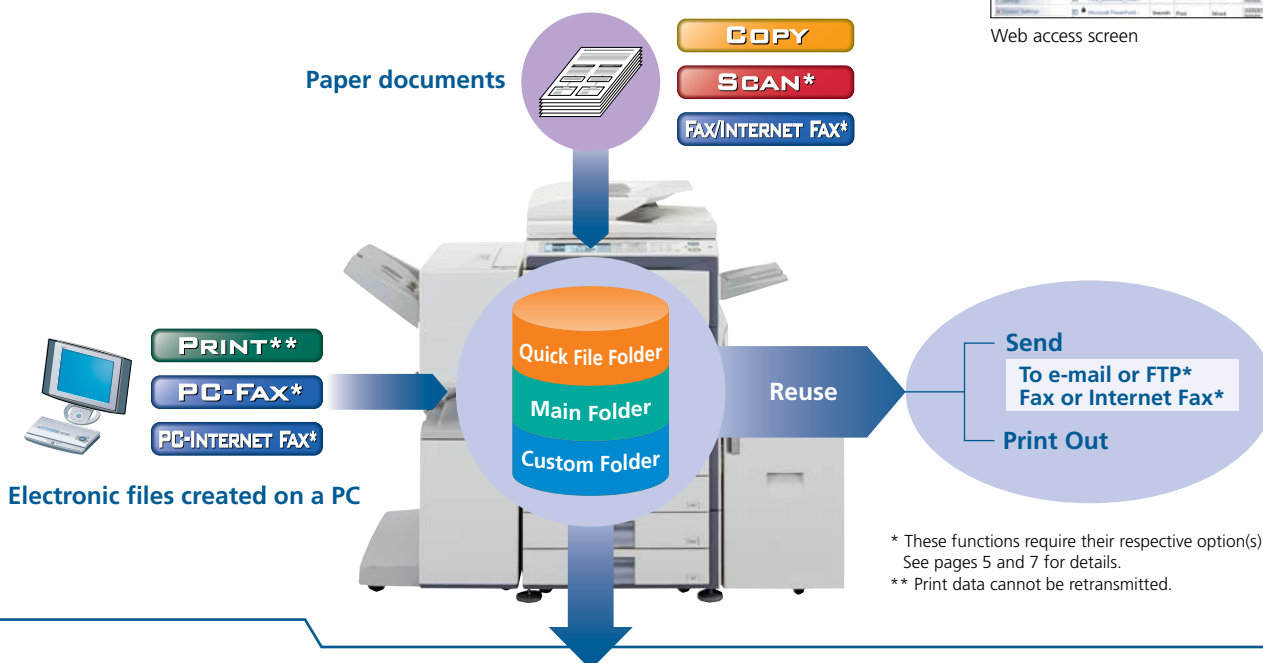 Web access screen
Paper documents
COPY
SCAN*
FAX/INTERNET FAX*
PRINT**
PC-FAX*
PC-INTERNET FAX*
Electronic files created on a PC
Quick File Folder
Main Folder
Custom Folder
Reuse
Send
To e-mail or FTP*
Fax or Internet Fax*
Print Out
* These functions require their respective option(s)
See pages 5 and 7 for details.
** Print data cannot be retransmitted.